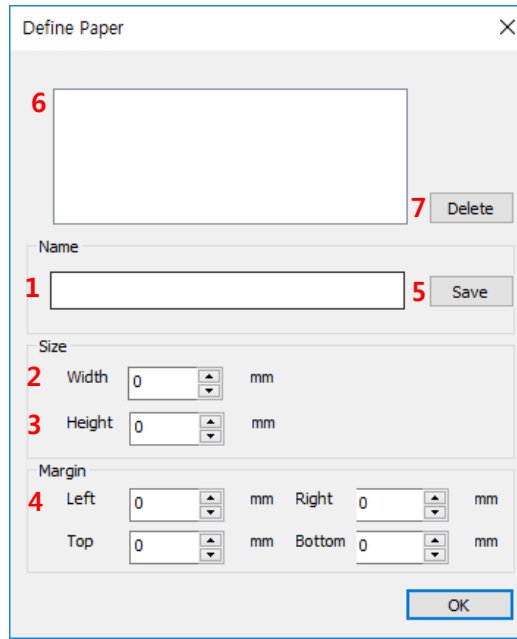 Define Paper
6
7 Delete
Name
1 5 Save
Size
2 Width 0 mm
3 Height 0 mm
Margin
4 Left 0 mm Right 0 mm
Top 0 mm Bottom 0 mm
OK